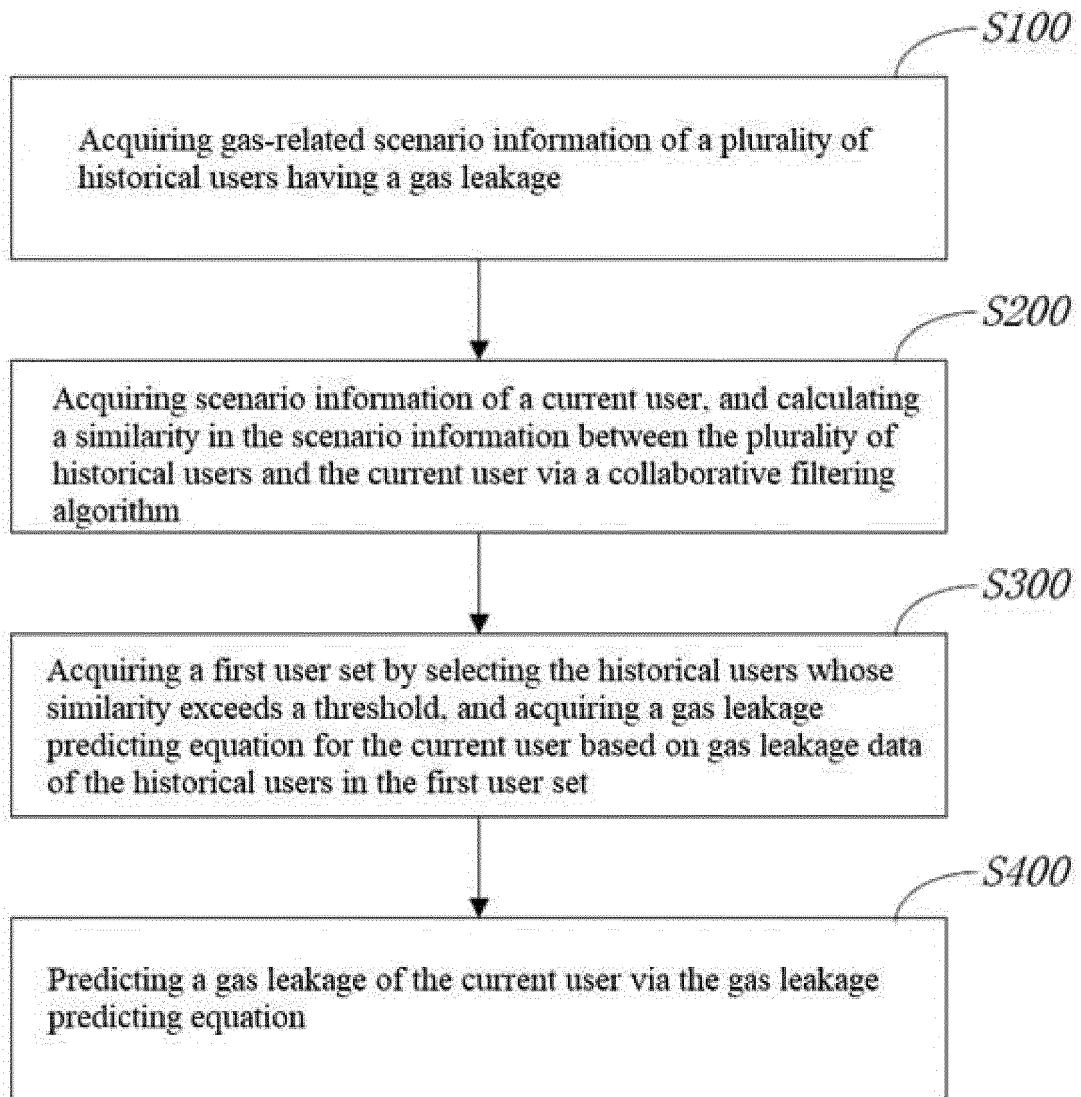 S100
Acquiring gas-related scenario information of a plurality of
historical users having a gas leakage
S200
Acquiring scenario information of a current user, and calculating
a similarity in the scenario information between the plurality of
historical users and the current user via a collaborative filtering
algorithm
S300
Acquiring a first user set by selecting the historical users whose
similarity exceeds a threshold, and acquiring a gas leakage
predicting equation for the current user based on gas leakage data
of the historical users in the first user set
S400
Predicting a gas leakage of the current user via the gas leakage
predicting equation